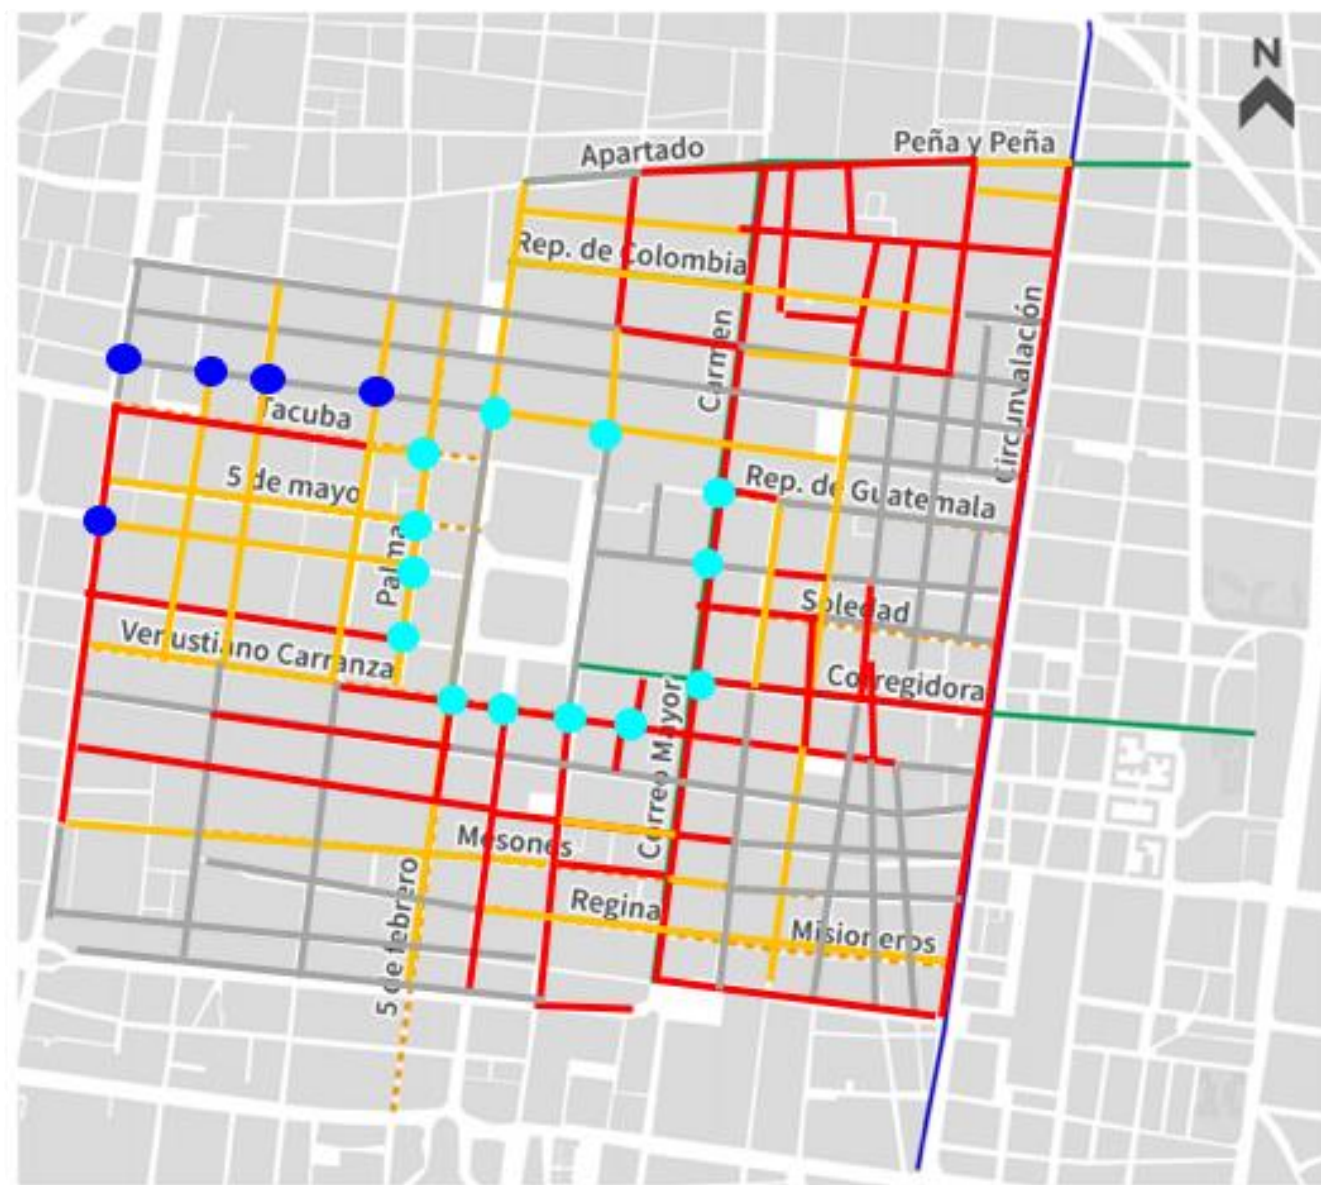 N
Peña y Peña
Apartado
Rep. de Colombia
Carmen
Circunvalación
Tacuba
5 de mayo
Rep. de Guatemala
Palma
Soledad
Venustiano Carranza
Corregidora
Correo Mayor
Mesones
5 de febrero
Regina
Misioneros